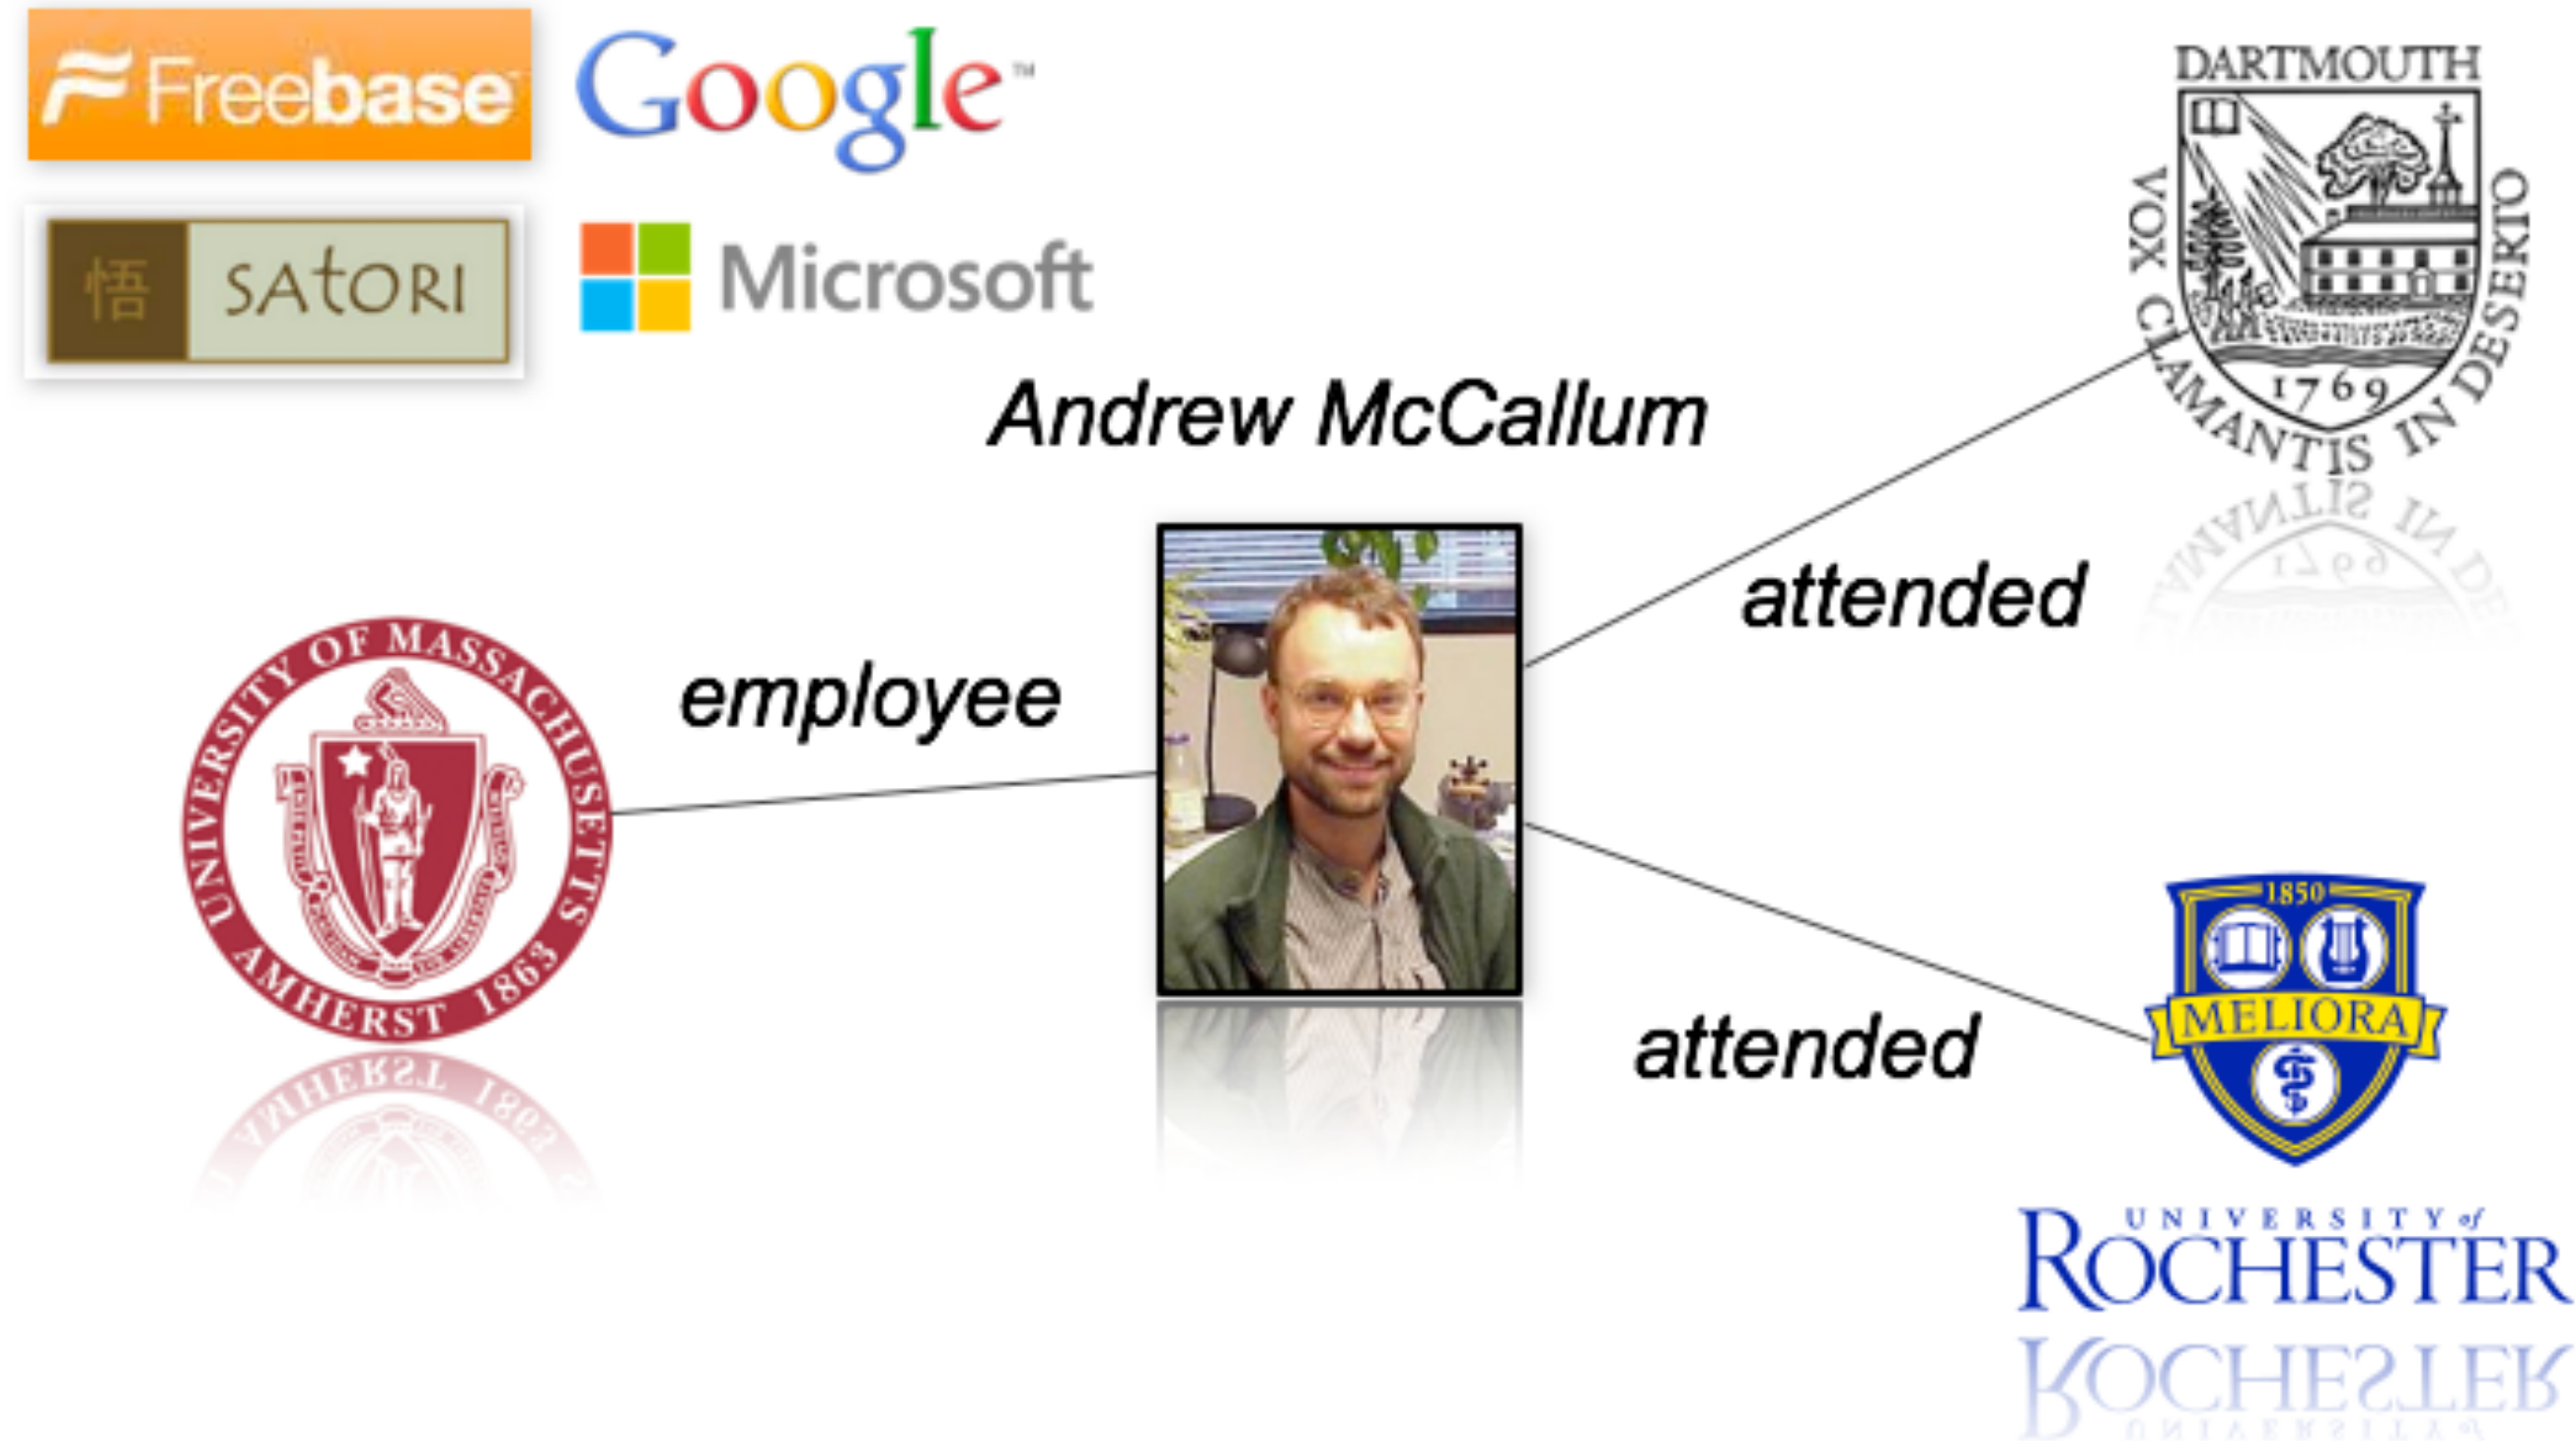 Freebase
Google™
悟 SATORI
Microsoft
Andrew McCallum
DARTMOUTH
VOX CLAMANTIS IN DESERTO
1769
attended
employee
UNIVERSITY OF MASSACHUSETTS
AMHERST 1863
1850
MELIORA
attended
UNIVERSITY of
ROCHESTER